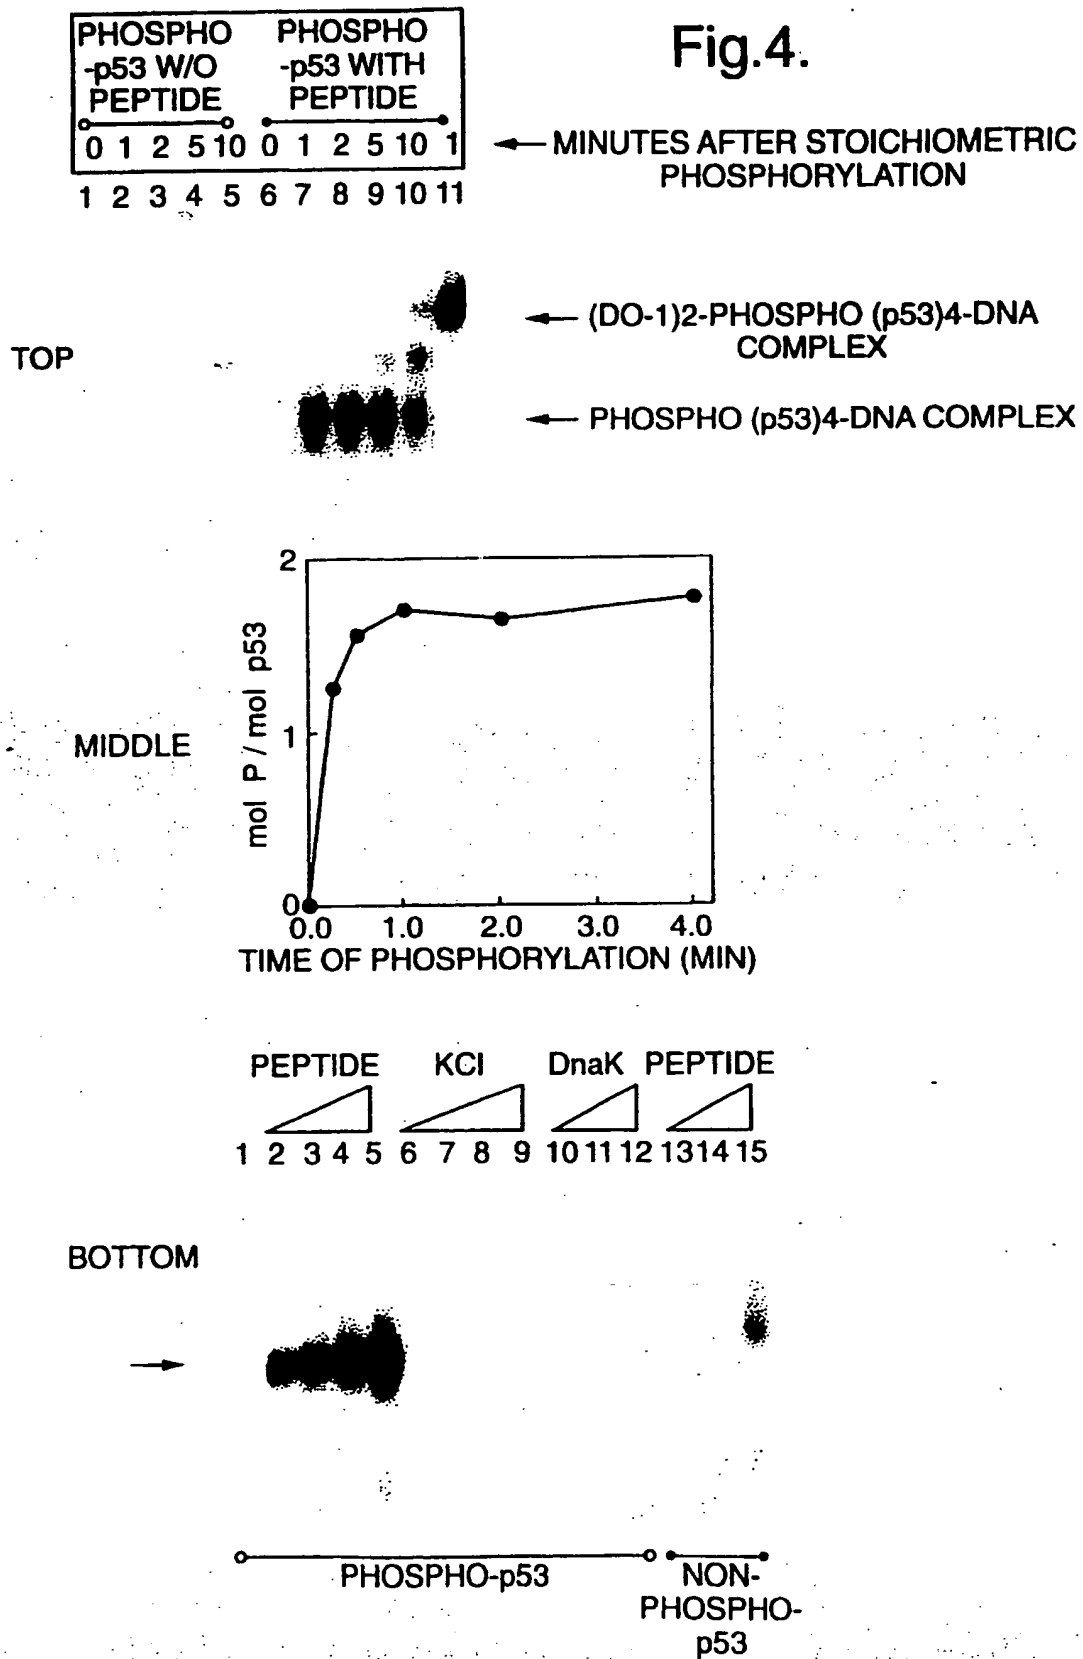 Fig.4.
PHOSPHO PHOSPHO
-p53 W/O -p53 WITH
PEPTIDE PEPTIDE
0 1 2 5 10 0 1 2 5 10 1
MINUTES AFTER STOICHIOMETRIC
PHOSPHORYLATION
1 2 3 4 5 6 7 8 9 10 11
TOP
(DO-1)2-PHOSPHO (p53)4-DNA
COMPLEX
PHOSPHO (p53)4-DNA COMPLEX
MIDDLE
mol P / mol p53
2
1
0
0.0 1.0 2.0 3.0 4.0
TIME OF PHOSPHORYLATION (MIN)
PEPTIDE KCl DnaK PEPTIDE
1 2 3 4 5 6 7 8 9 10 11 12 13 14 15
BOTTOM
PHOSPHO-p53
NON-
PHOSPHO-
p53